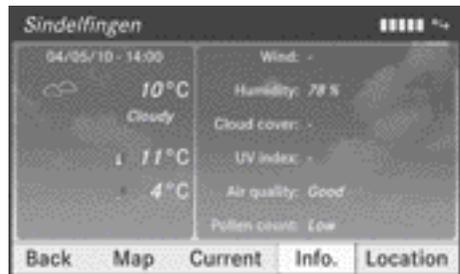 Sindelfingen
04/05/10 - 14:00
10°C
Cloudy
11°C
4°C
Wind: -
Humidity: 78 %
Cloud cover: -
UV index: -
Air quality: Good
Pollen count: Low
Back Map Current Info. Location